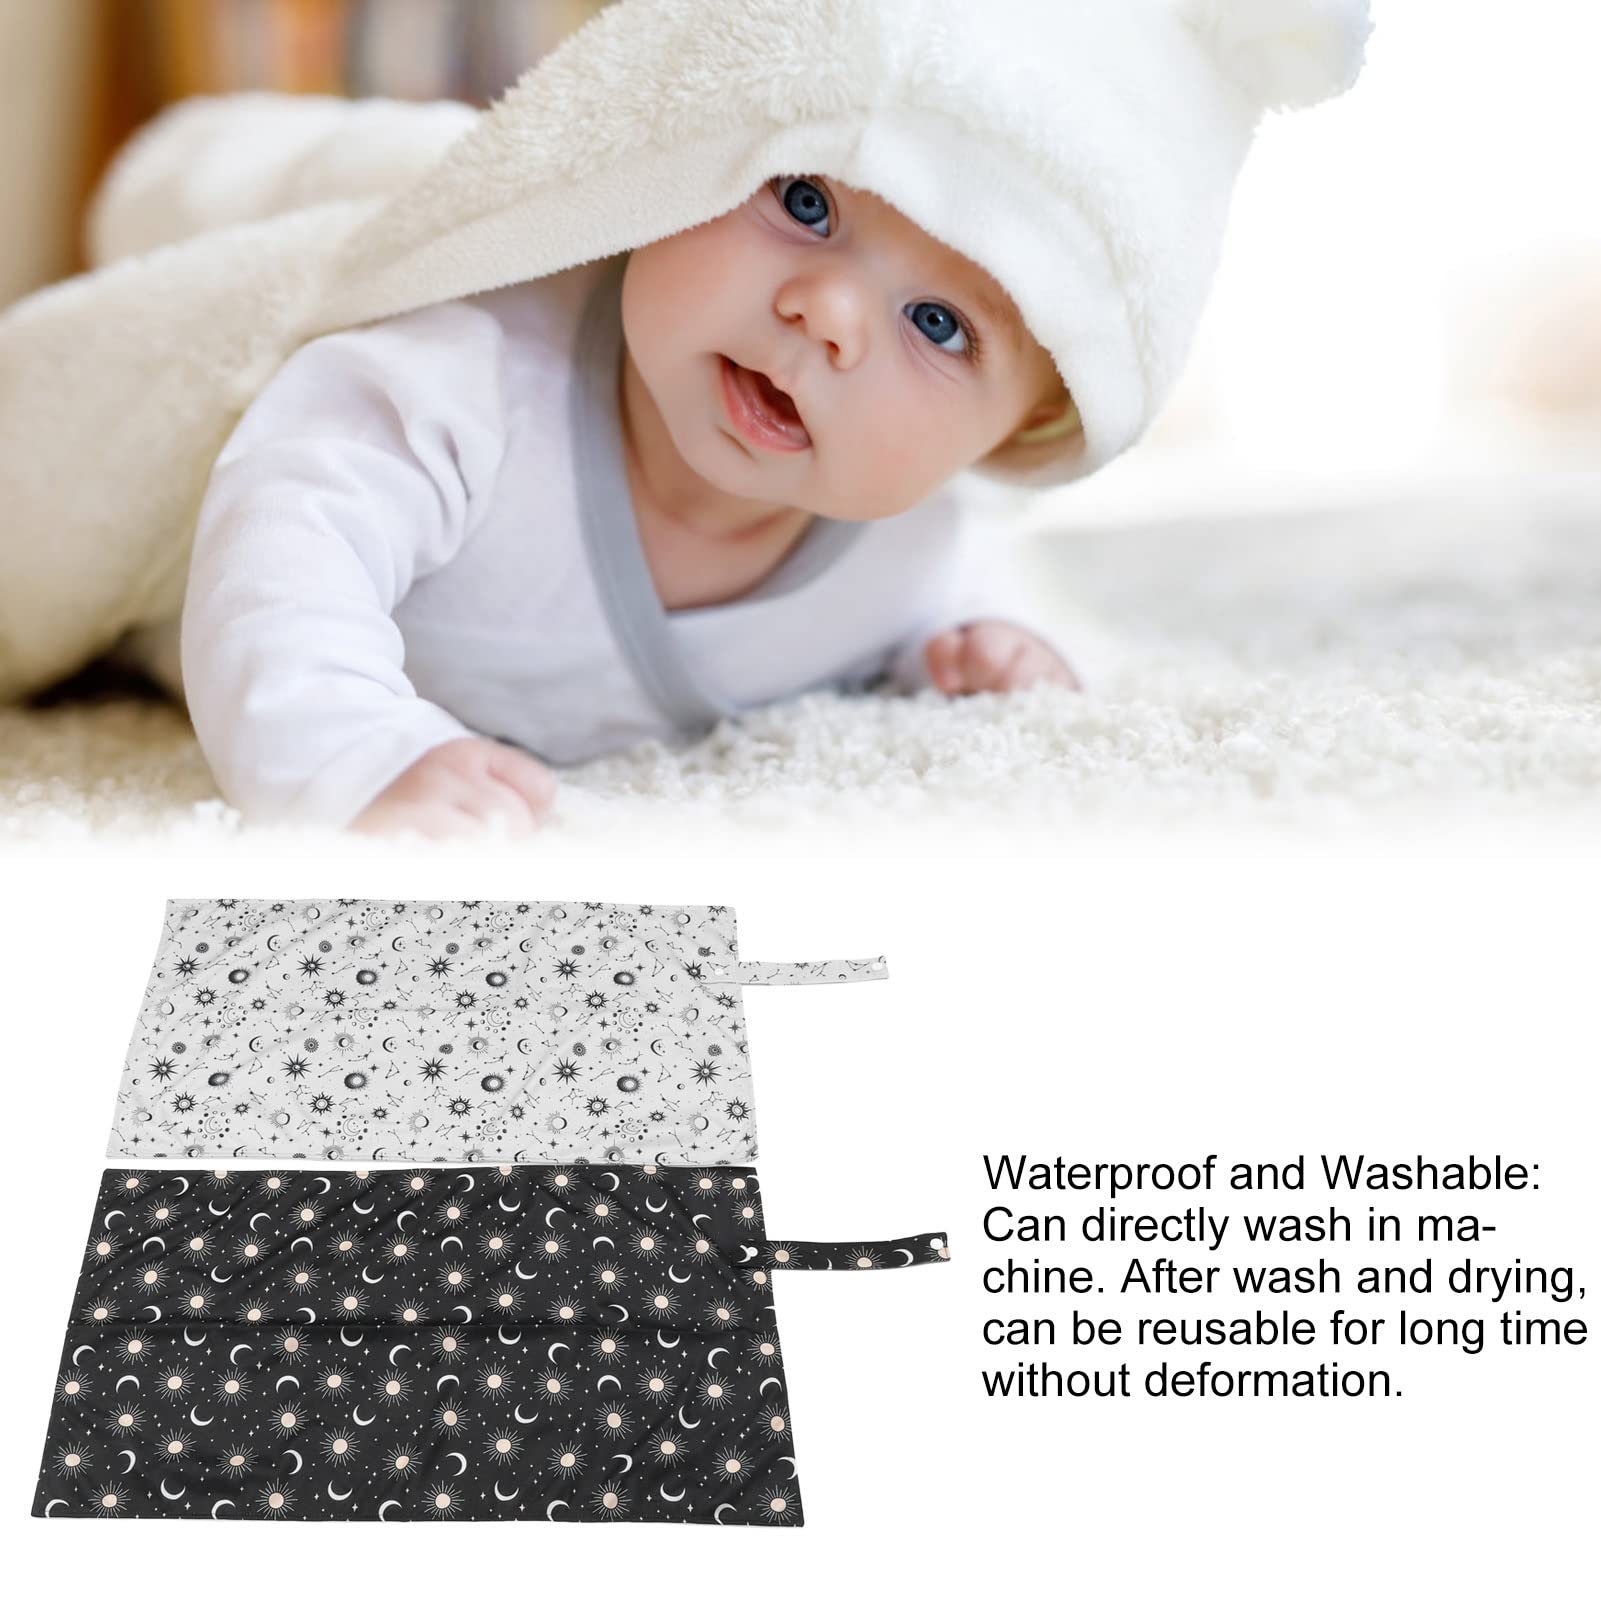 Waterproof and Washable:
Can directly wash in ma-
chine. After wash and drying,
can be reusable for long time
without deformation.